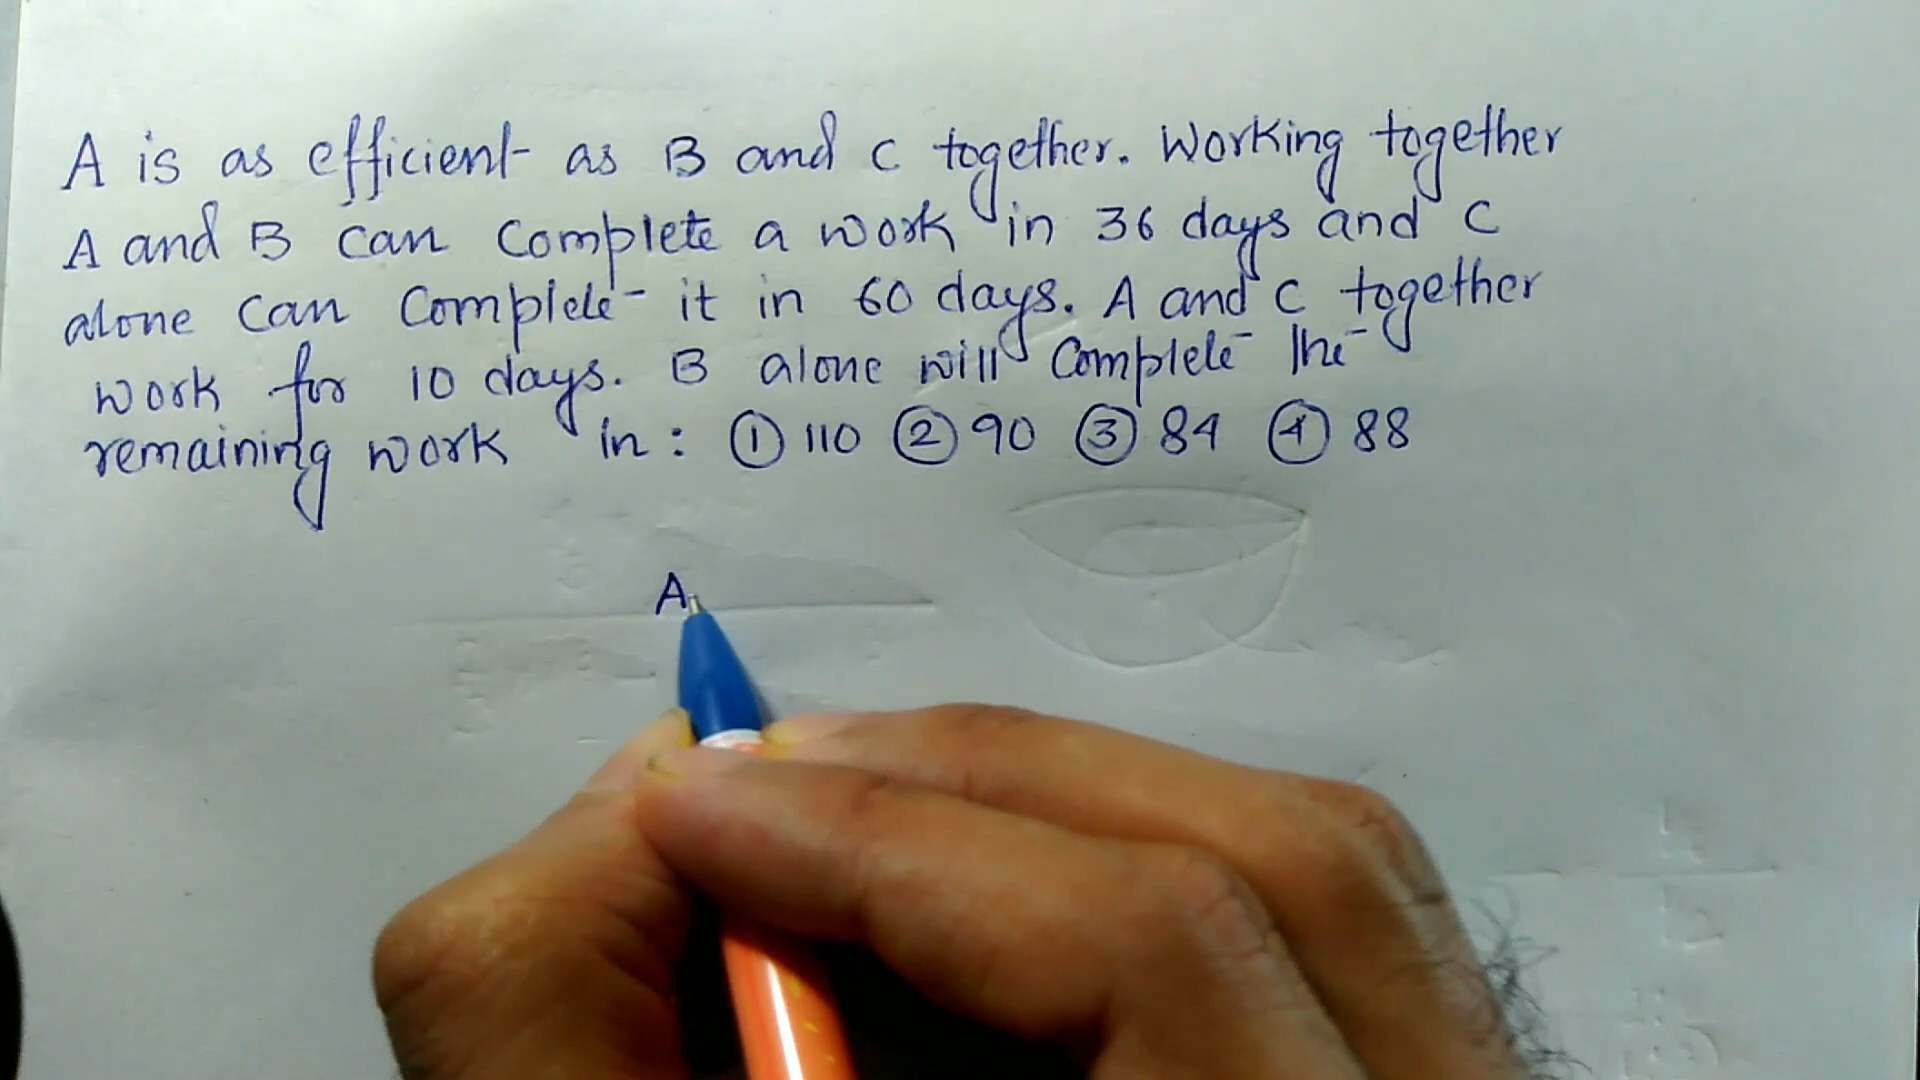 A is as efficient as B and C together. Working together
A and B can complete a work in 36 days and C
alone can complete it in 60 days. A and C together
work for 10 days. B alone will complete the
remaining work in: ① 110 ② 90 ③ 84 ④ 88
A